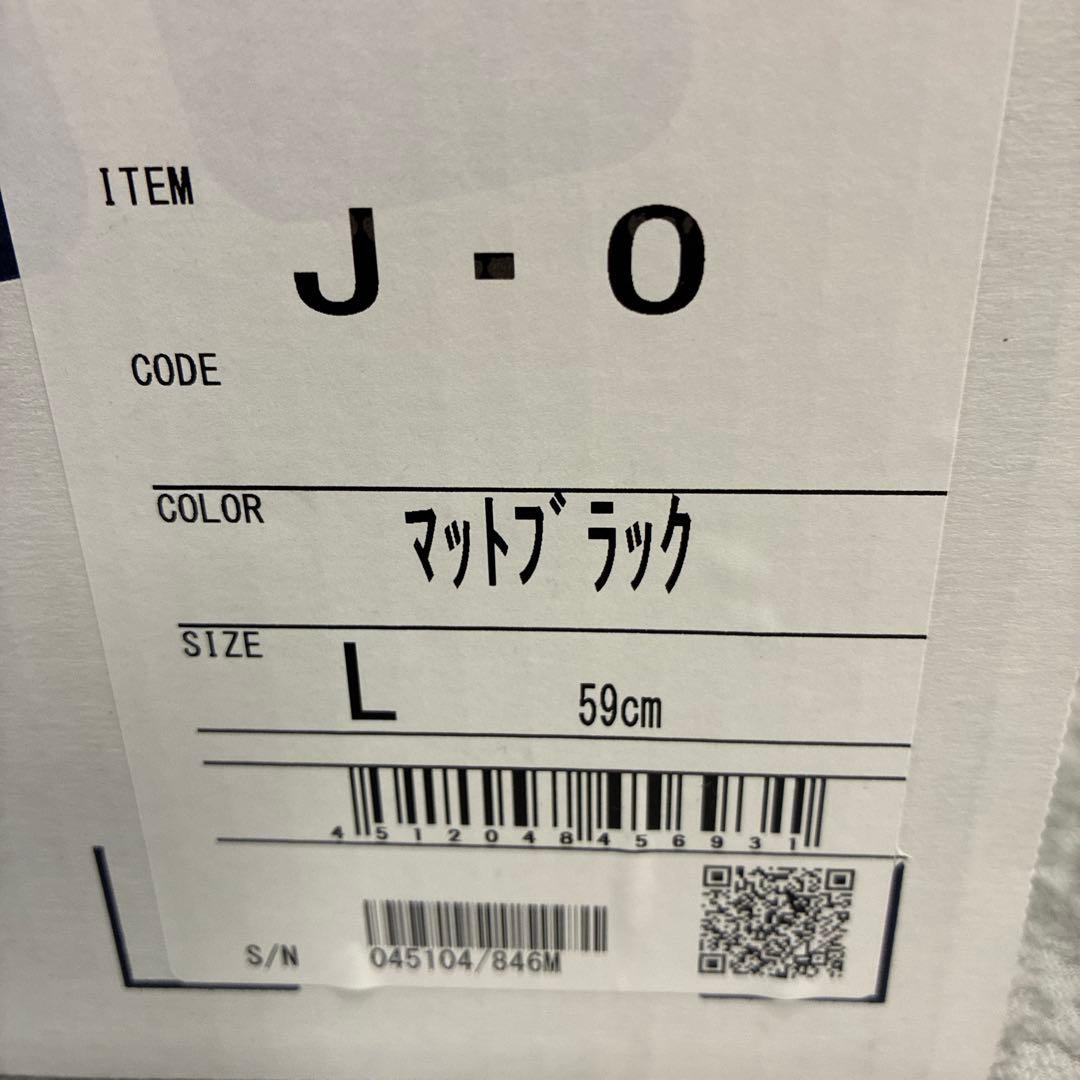 ITEM
J-O
CODE
COLOR ﾏｯﾄﾌﾞﾗｯｸ
SIZE L 59cm
4512048456931
S/N 045104/846M